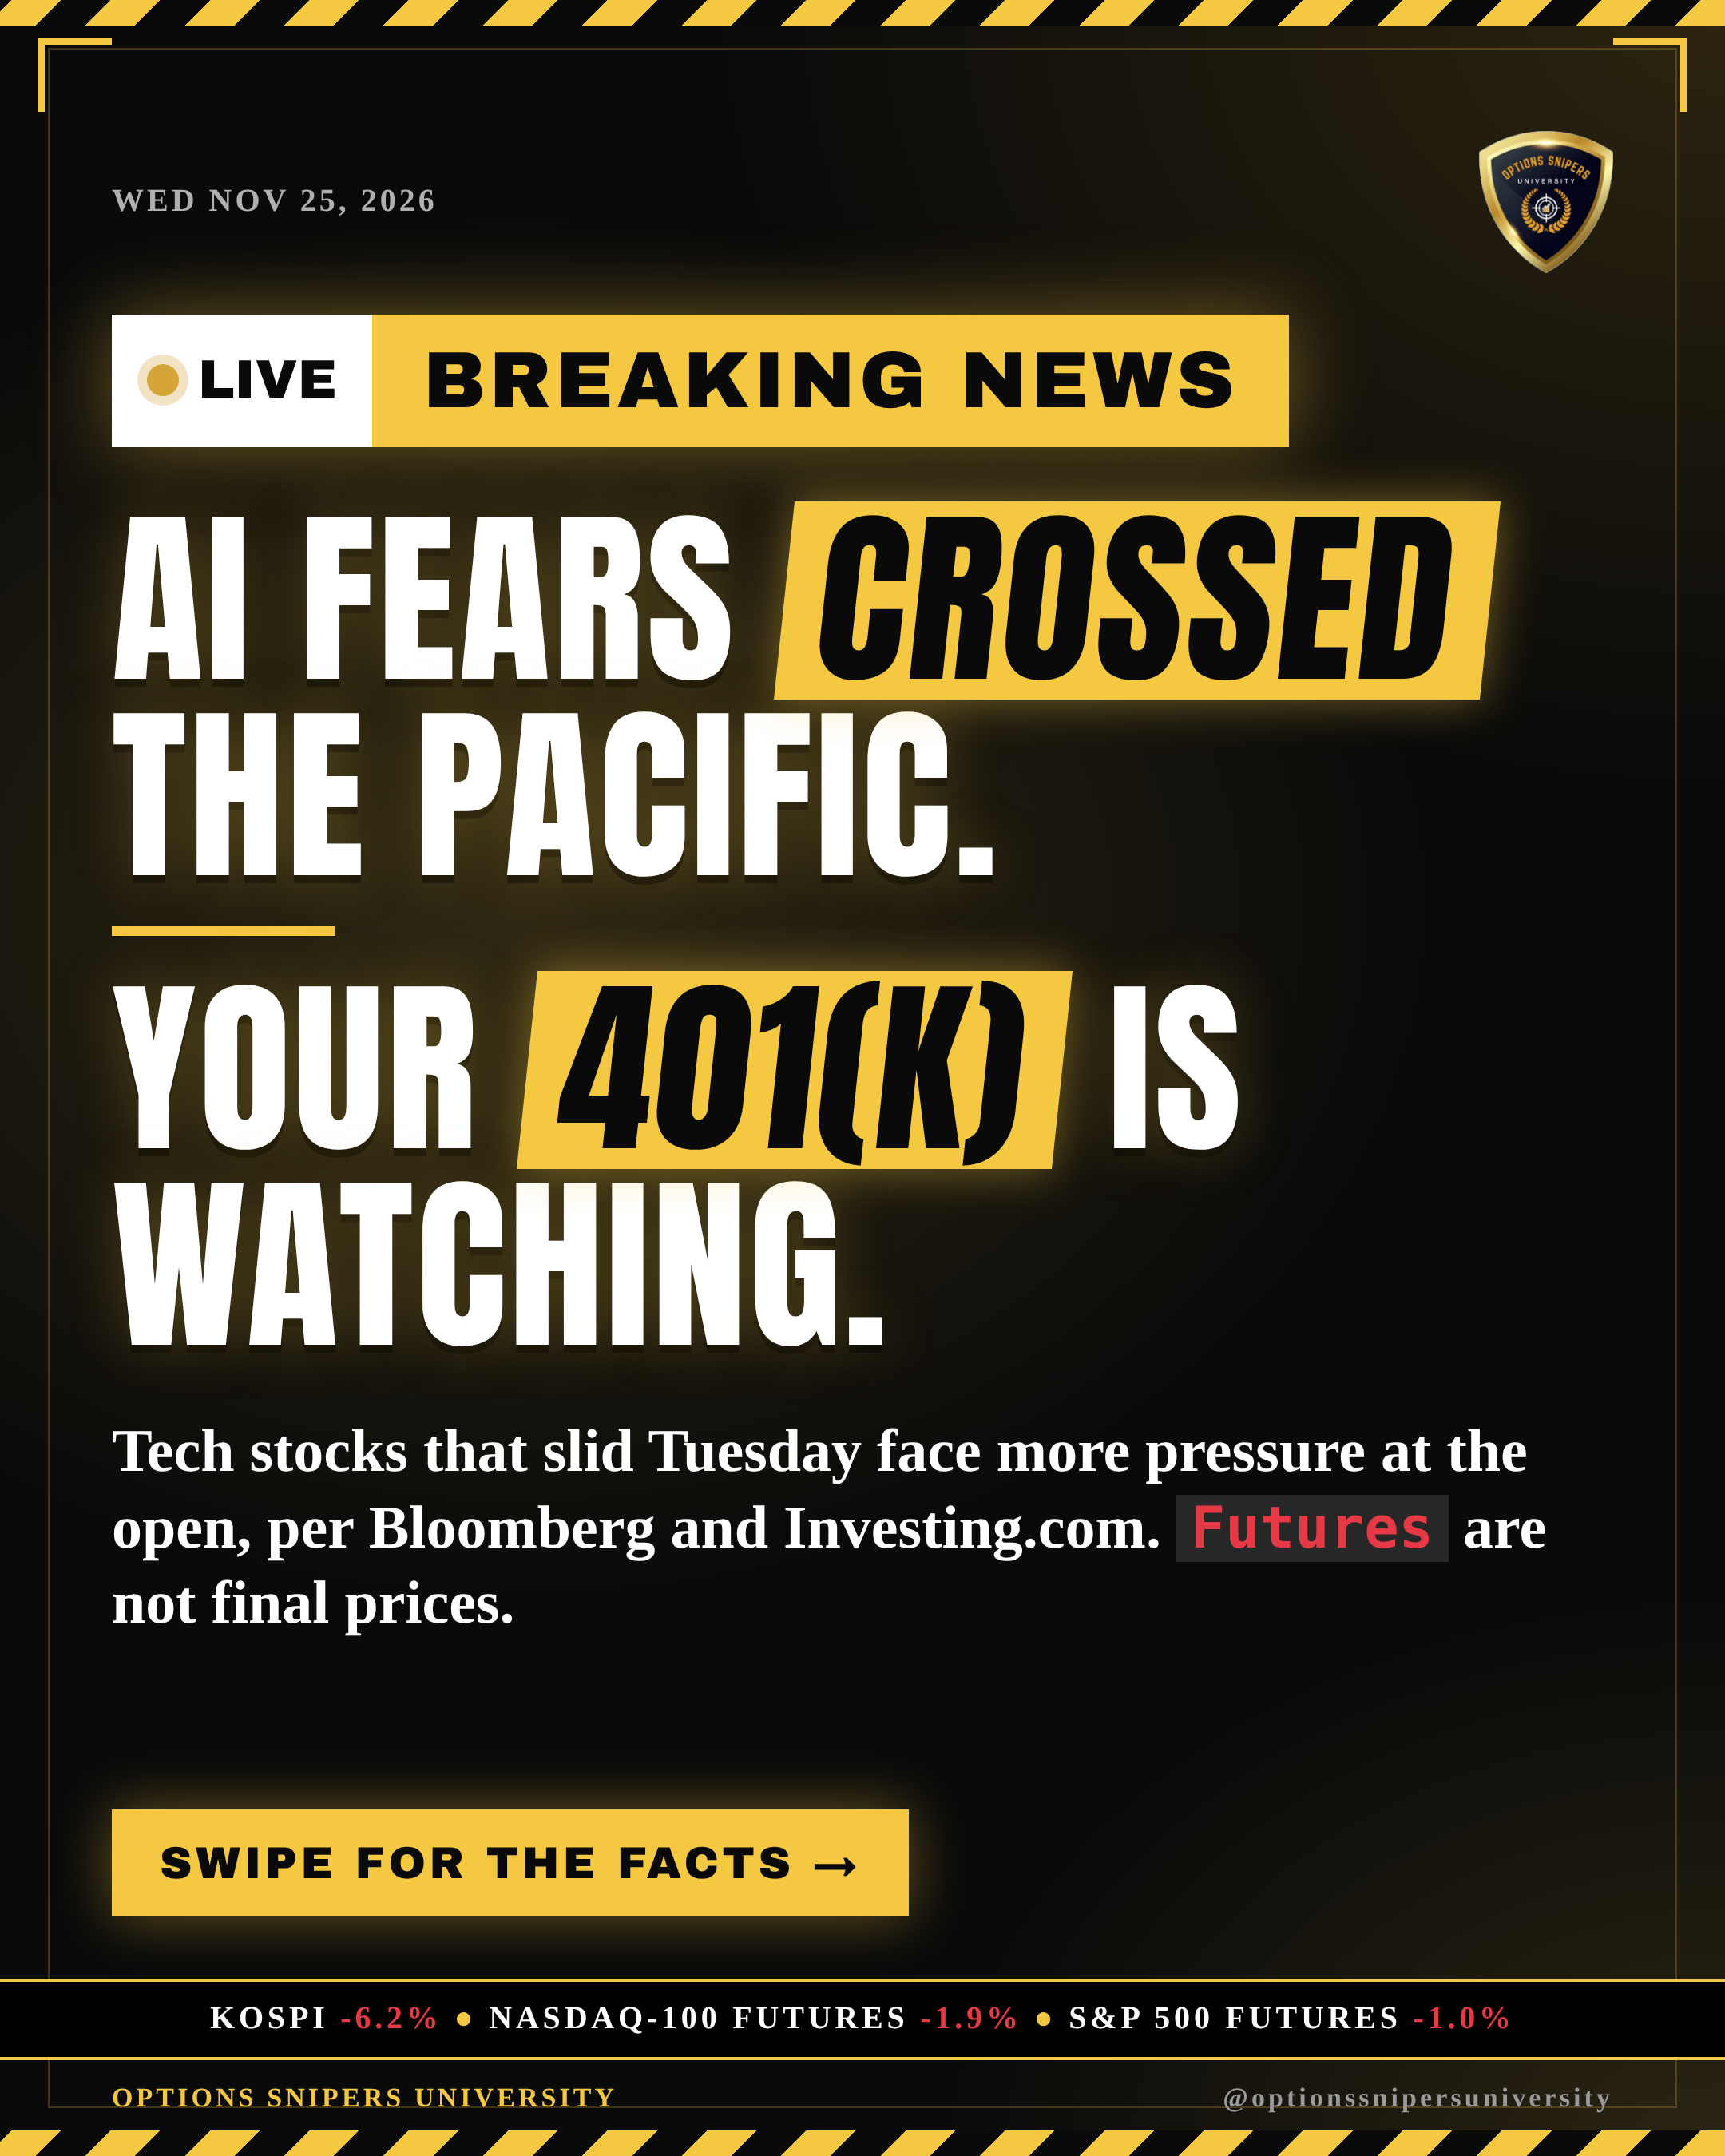 WED NOV 25, 2026
OPTIONS SNIPERS
UNIVERSITY
LIVE
BREAKING NEWS
AI FEARS CROSSED
THE PACIFIC.
YOUR 401(K) IS
WATCHING.
Tech stocks that slid Tuesday face more pressure at the
open, per Bloomberg and Investing.com. Futures are
not final prices.
SWIPE FOR THE FACTS →
KOSPI -6.2% ● NASDAQ-100 FUTURES -1.9% ● S&P 500 FUTURES -1.0%
OPTIONS SNIPERS UNIVERSITY
@optionssnipersuniversity